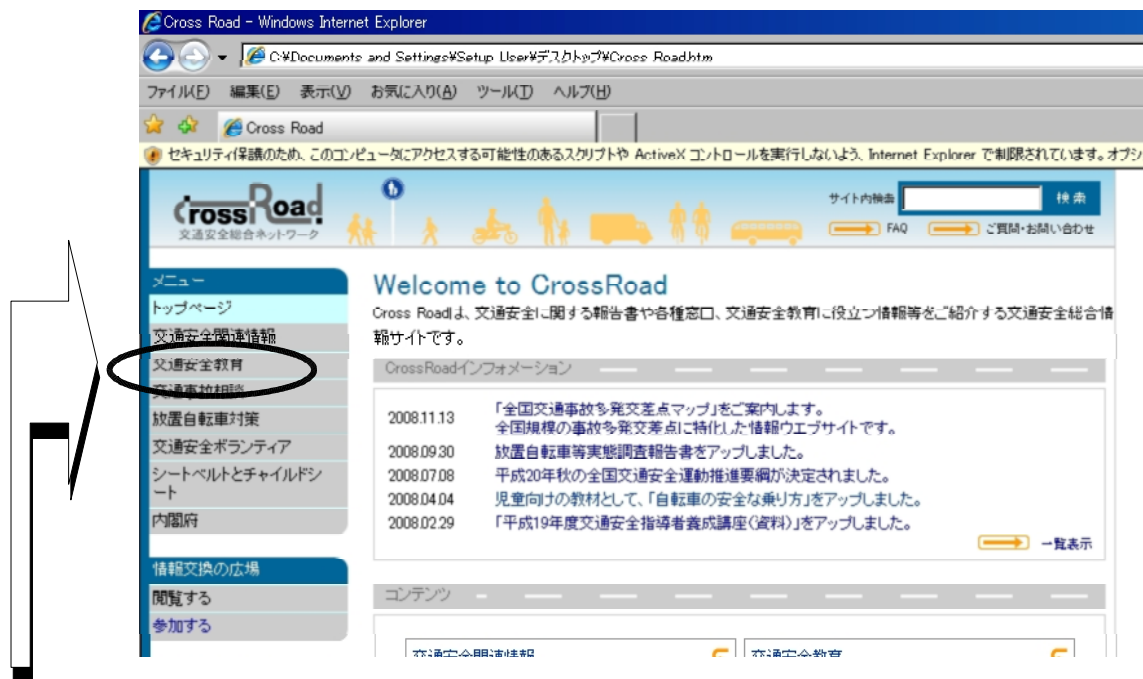 Cross Road - Windows Internet Explorer
C:¥Documents and Settings¥Setup User¥デスクトップ¥Cross Road.htm
ファイル(F) 編集(E) 表示(V) お気に入り(A) ツール(T) ヘルプ(H)
Cross Road
セキュリティ保護のため、このコンピュータにアクセスする可能性のあるスクリプトや ActiveX コントロールを実行しないよう、Internet Explorer で制限されています。オプシ
CrossRoad
交通安全総合ネットワーク
サイト内検索
検 索
FAQ
ご質問・お問い合わせ
メニュー
トップページ
交通安全関連情報
交通安全教育
交通事故相談
放置自転車対策
交通安全ボランティア
シートベルトとチャイルドシ
ート
内閣府
情報交換の広場
閲覧する
参加する
Welcome to CrossRoad
Cross Roadは、交通安全に関する報告書や各種窓口、交通安全教育に役立つ情報等をご紹介する交通安全総合情
報サイトです。
CrossRoadインフォメーション
2008.11.13 「全国交通事故多発交差点マップ」をご案内します。
全国規模の事故多発交差点に特化した情報ウエブサイトです。
2008.09.30 放置自転車等実態調査報告書をアップしました。
2008.07.08 平成20年秋の全国交通安全運動推進要綱が決定されました。
2008.04.04 児童向けの教材として、「自転車の安全な乗り方」をアップしました。
2008.02.29 「平成19年度交通安全指導者養成講座(資料)」をアップしました。
一覧表示
コンテンツ
交通安全関連情報
交通安全教育